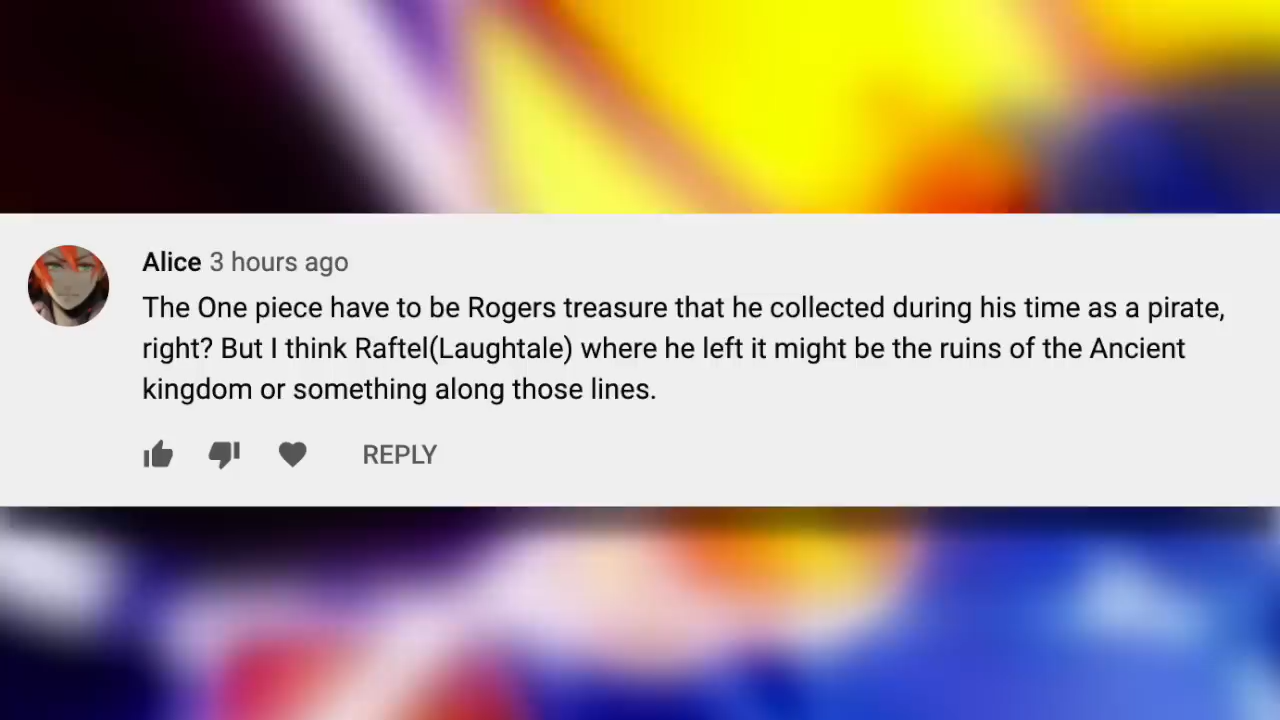 Alice 3 hours ago
The One piece have to be Rogers treasure that he collected during his time as a pirate,
right? But I think Raftel(Laughtale) where he left it might be the ruins of the Ancient
kingdom or something along those lines.
REPLY